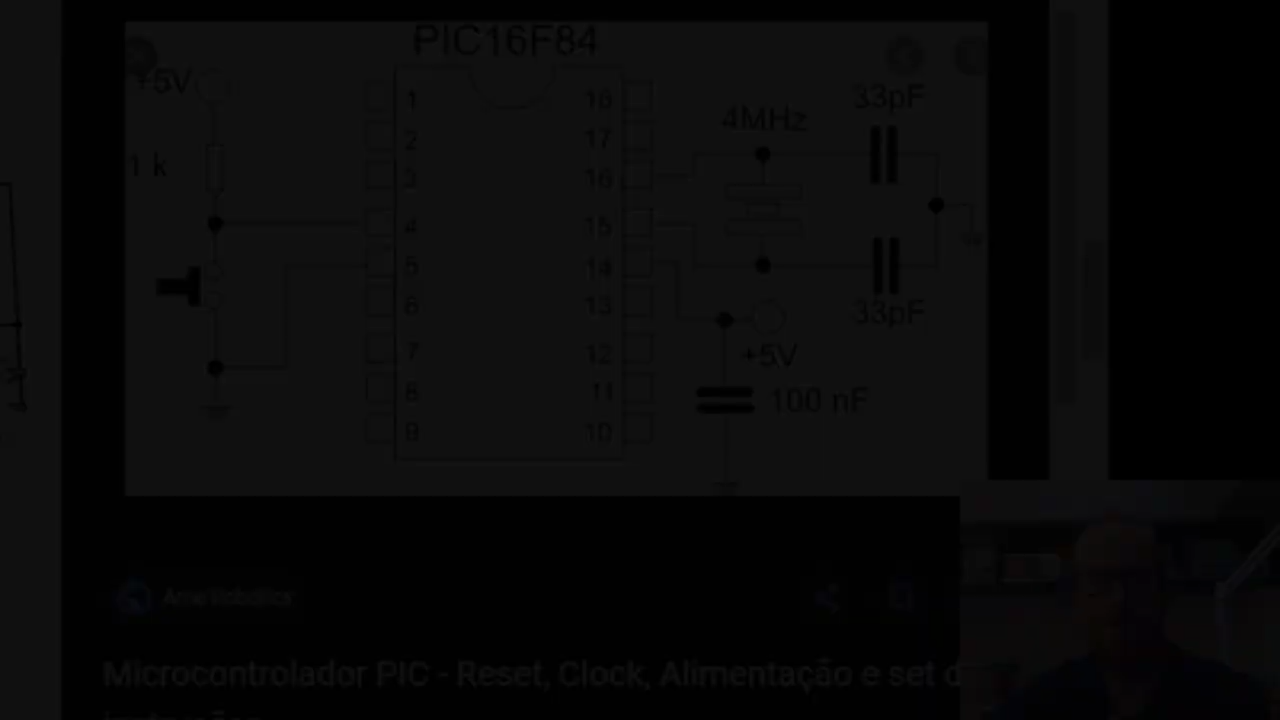 PIC16F84
+5V
1 k
1
2
3
4
5
6
7
8
9
18
17
16
15
14
13
12
11
10
4MHz
33pF
33pF
+5V
100 nF
Microcontrolador PIC - Reset, Clock, Alimentação e set d